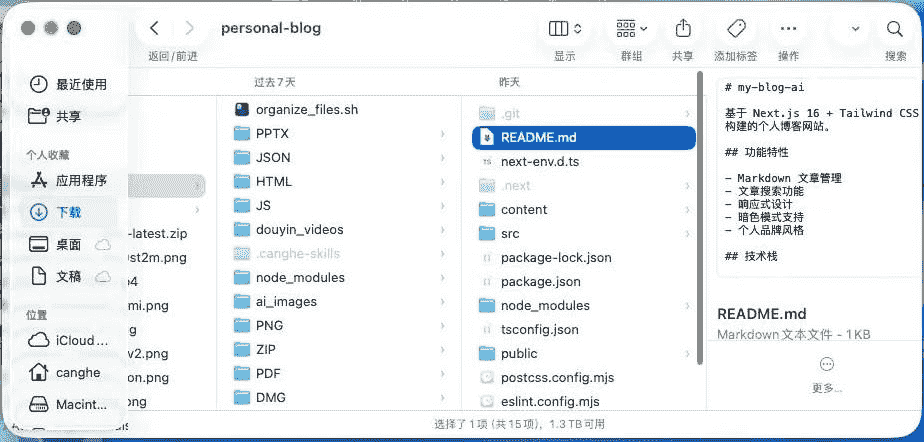 personal-blog
返回/前进
显示
群组
共享
添加标签
操作
搜索
最近使用
共享
个人收藏
应用程序
下载
桌面
文稿
位置
iCloud...
canghe
Macint...
-latest.zip
ost2m.png
p4
mi.png
w2.png
on.png
png
过去7天
organize_files.sh
PPTX
JSON
HTML
JS
douyin_videos
.canghe-skills
node_modules
ai_images
PNG
ZIP
PDF
DMG
昨天
.git
README.md
next-env.d.ts
.next
content
src
package-lock.json
package.json
node_modules
tsconfig.json
public
postcss.config.mjs
eslint.config.mjs
# my-blog-ai
基于 Next.js 16 + Tailwind CSS
构建的个人博客网站。
## 功能特性
- Markdown 文章管理
- 文章搜索功能
- 响应式设计
- 暗色模式支持
- 个人品牌风格
## 技术栈
README.md
Markdown文本文件 - 1KB
更多...
选择了1项 (共15项), 1.3 TB可用